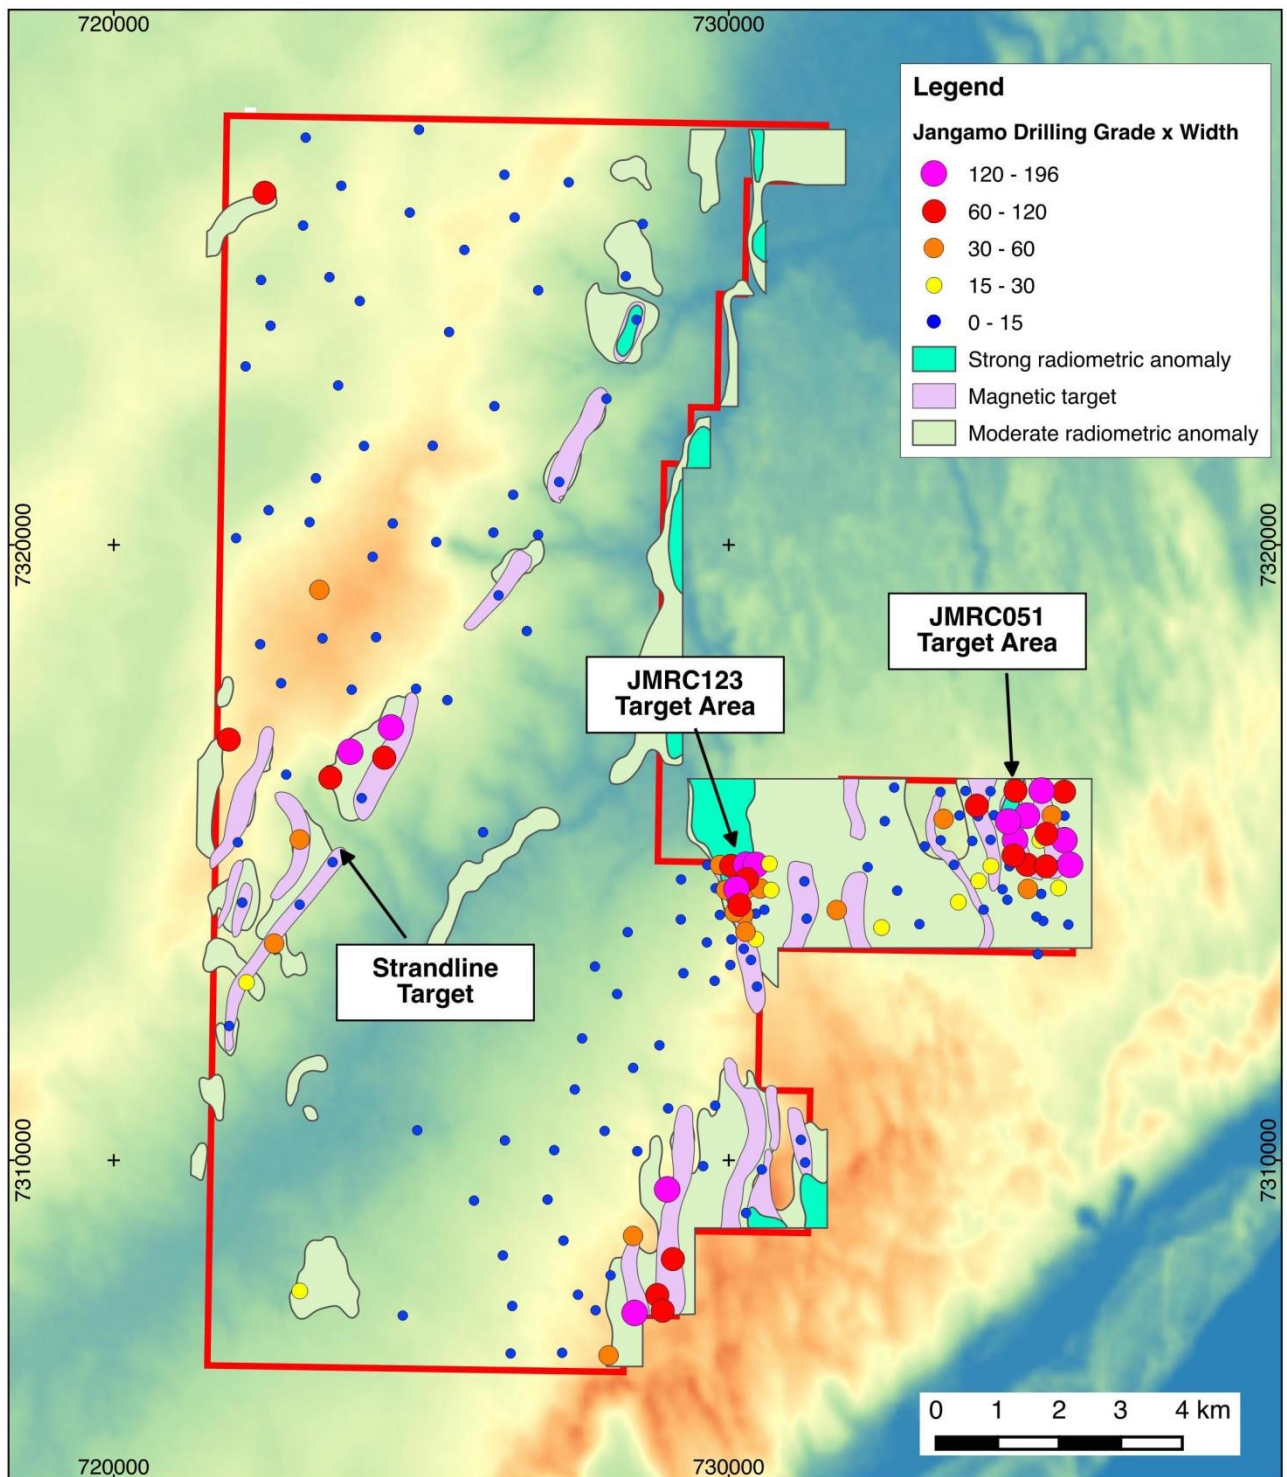 720000
730000
Legend
Jangamo Drilling Grade x Width
120 - 196
60 - 120
30 - 60
15 - 30
0 - 15
Strong radiometric anomaly
Magnetic target
Moderate radiometric anomaly
7320000
7320000
JMRC051
Target Area
JMRC123
Target Area
Strandline
Target
7310000
7310000
0 1 2 3 4 km
720000
730000